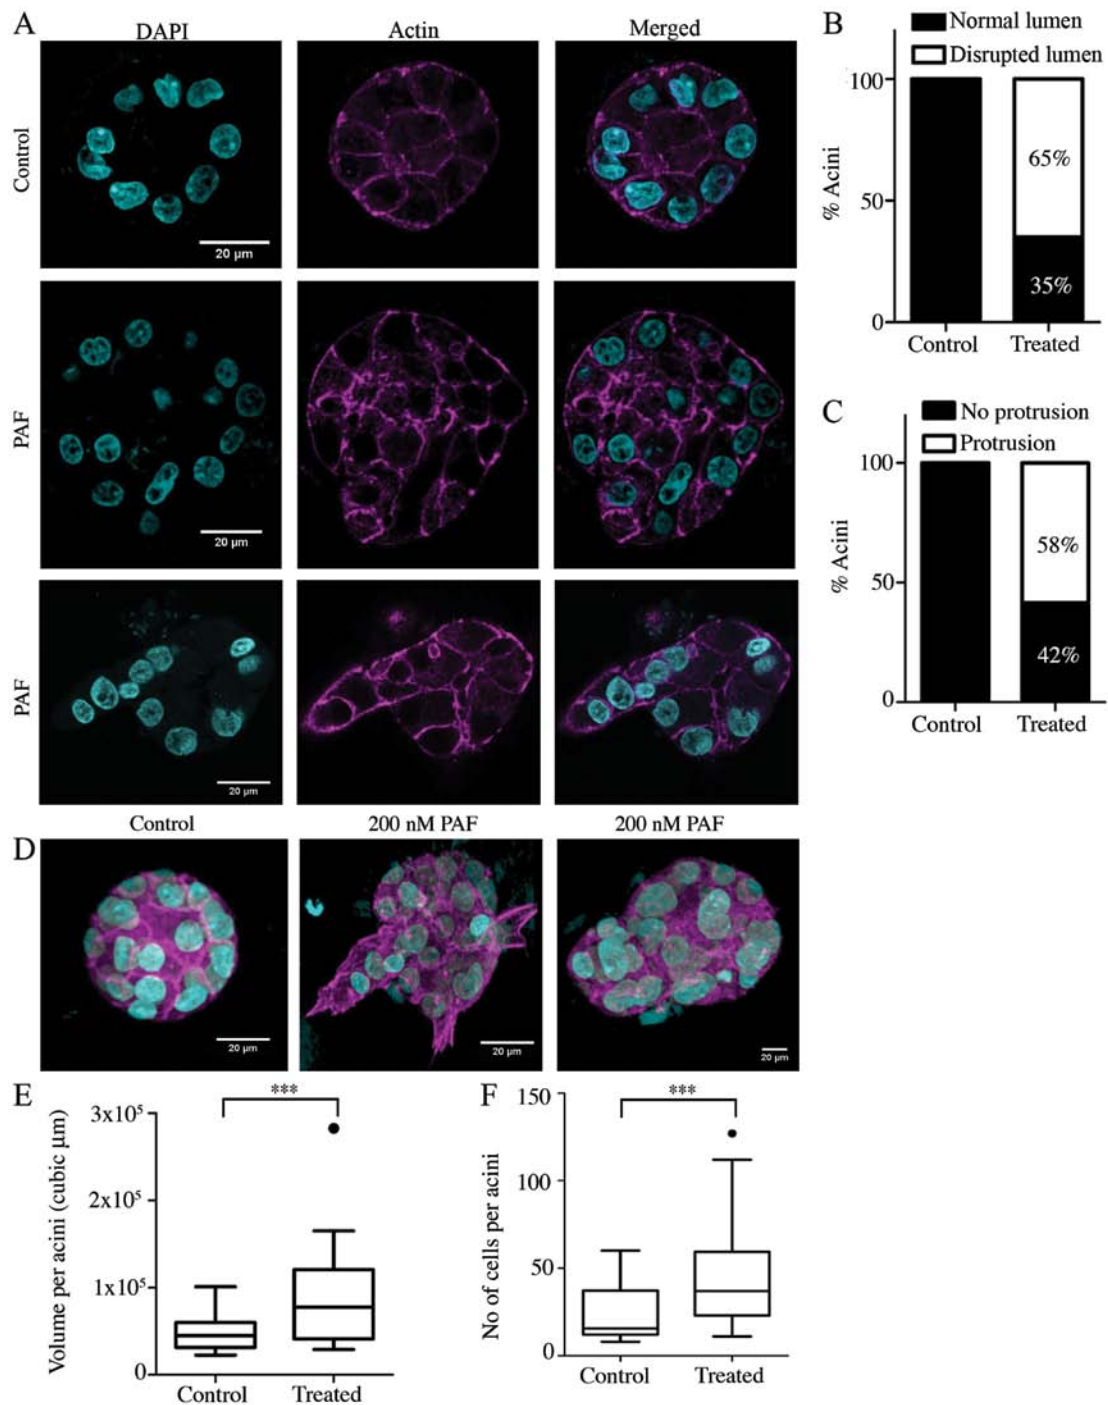 A
DAPI
Actin
Merged
Control
20 µm
PAF
20 µm
PAF
20 µm
B
Normal lumen
Disrupted lumen
% Acini
100
50
0
65%
35%
Control
Treated
C
No protrusion
Protrusion
% Acini
100
50
0
58%
42%
Control
Treated
D
Control
200 nM PAF
200 nM PAF
20 µm
20 µm
20 µm
E
Volume per acini (cubic µm)
3x10⁵
2x10⁵
1x10⁵
0
***
Control
Treated
F
No of cells per acini
150
100
50
0
***
Control
Treated